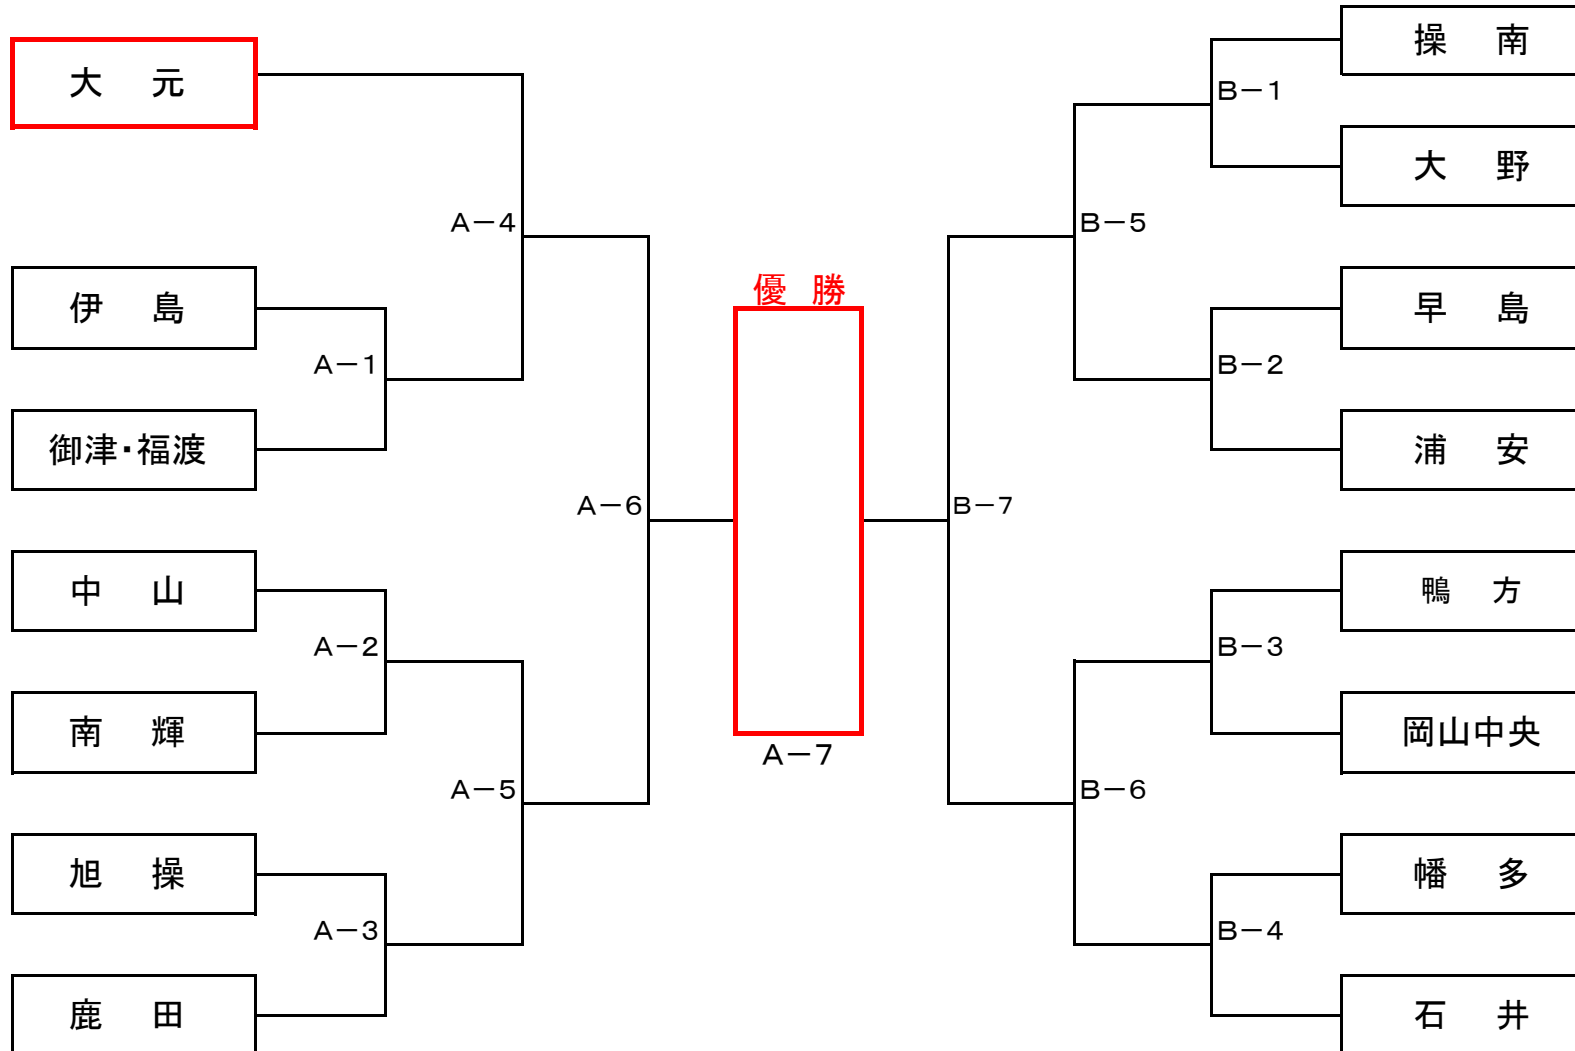 操 南
大 元
B－1
大 野
A－4
B－5
伊 島
優 勝
早 島
A－1
B－2
御津・福渡
浦 安
A－6
B－7
中 山
鴨 方
A－2
B－3
南 輝
岡山中央
A－7
A－5
B－6
旭 操
幡 多
A－3
B－4
鹿 田
石 井